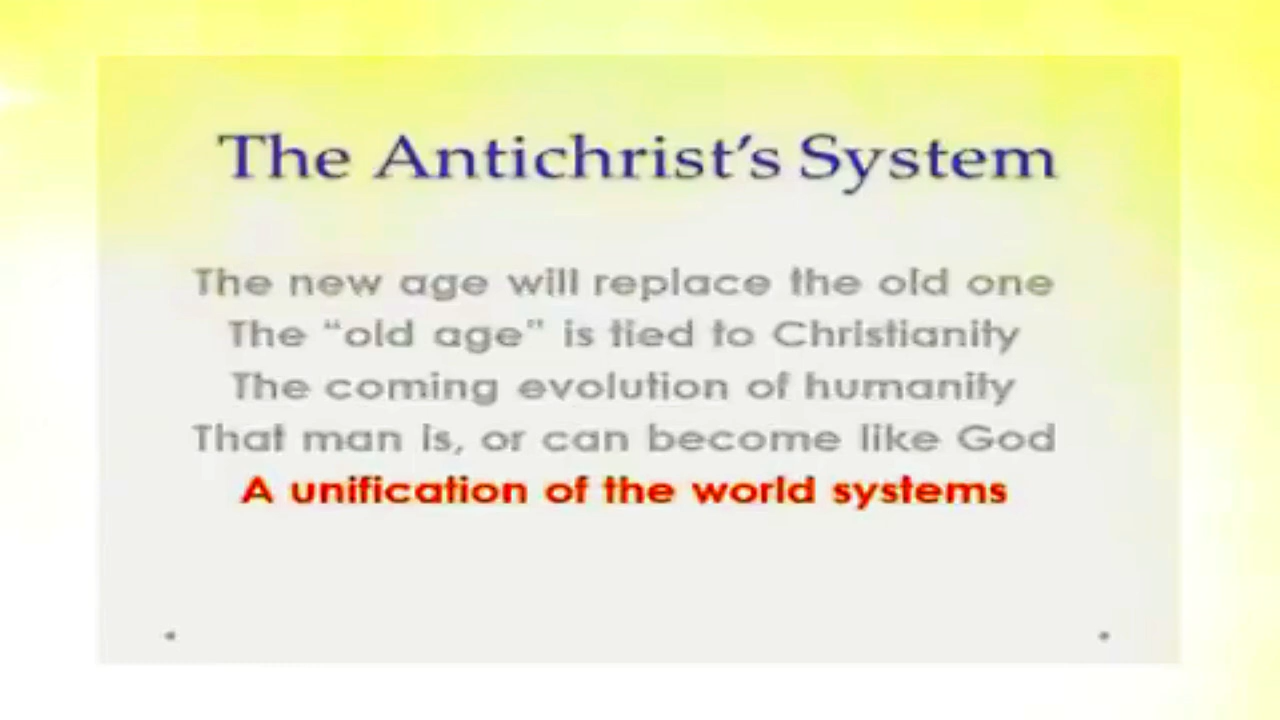 The Antichrist's System
The new age will replace the old one
The “old age” is tied to Christianity
The coming evolution of humanity
That man is, or can become like God
A unification of the world systems